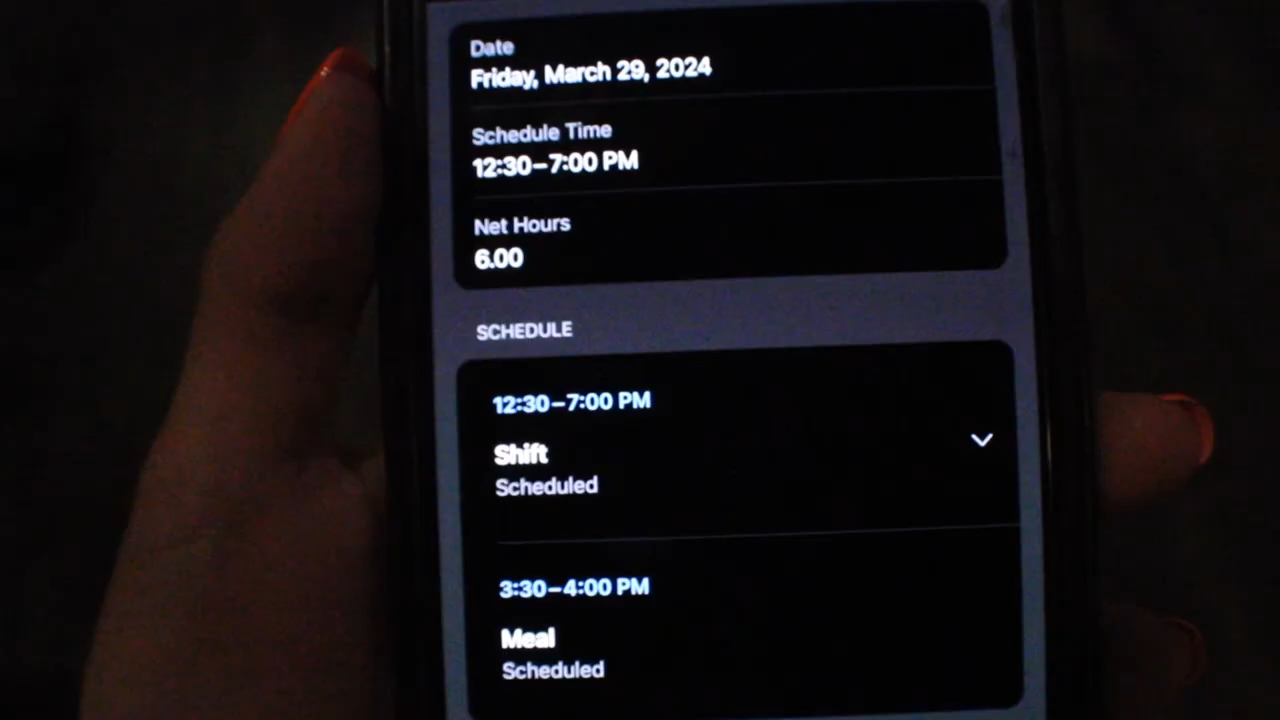 Date
Friday, March 29, 2024
Schedule Time
12:30–7:00 PM
Net Hours
6.00
SCHEDULE
12:30–7:00 PM
Shift
Scheduled
3:30–4:00 PM
Meal
Scheduled